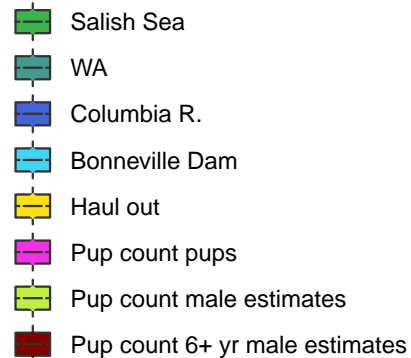 Salish Sea
WA
Columbia R.
Bonneville Dam
Haul out
Pup count pups
Pup count male estimates
Pup count 6+ yr male estimates